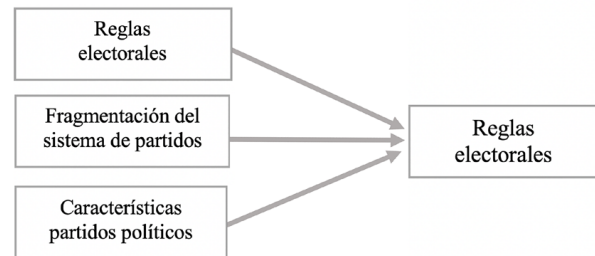 Reglas
electorales
Fragmentación del
sistema de partidos
Características
partidos políticos
Reglas
electorales